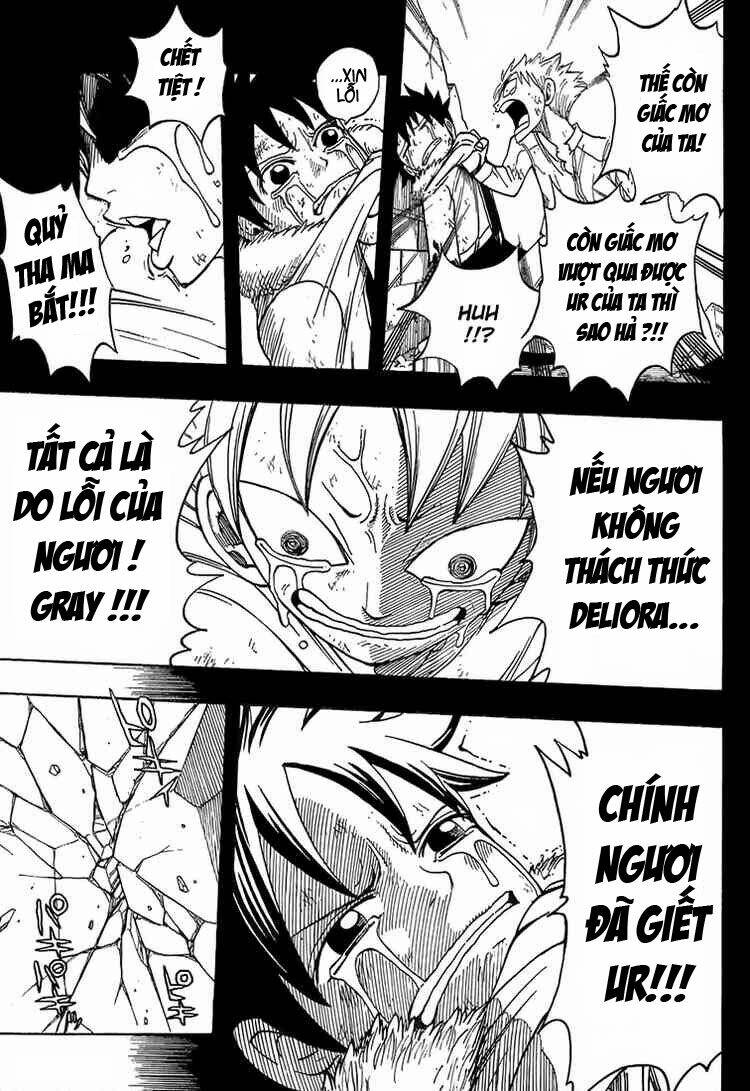 THẾ CÒN
GIẤC MƠ
CỦA TA!
CÒN GIẤC MƠ
VƯỢT QUA ĐƯỢC
UR CỦA TA THÌ
SAO HẢ ?!!
HUH
!!?
...XIN
LỖI
CHẾT
TIỆT !
QUỶ
THA MA
BẮT!!!
NẾU NGƯƠI
KHÔNG
THÁCH THỨC
DELIORA...
TẤT CẢ LÀ
DO LỖI CỦA
NGƯƠI !
GRAY !!!
CHÍNH
NGƯƠI
ĐÃ GIẾT
UR!!!